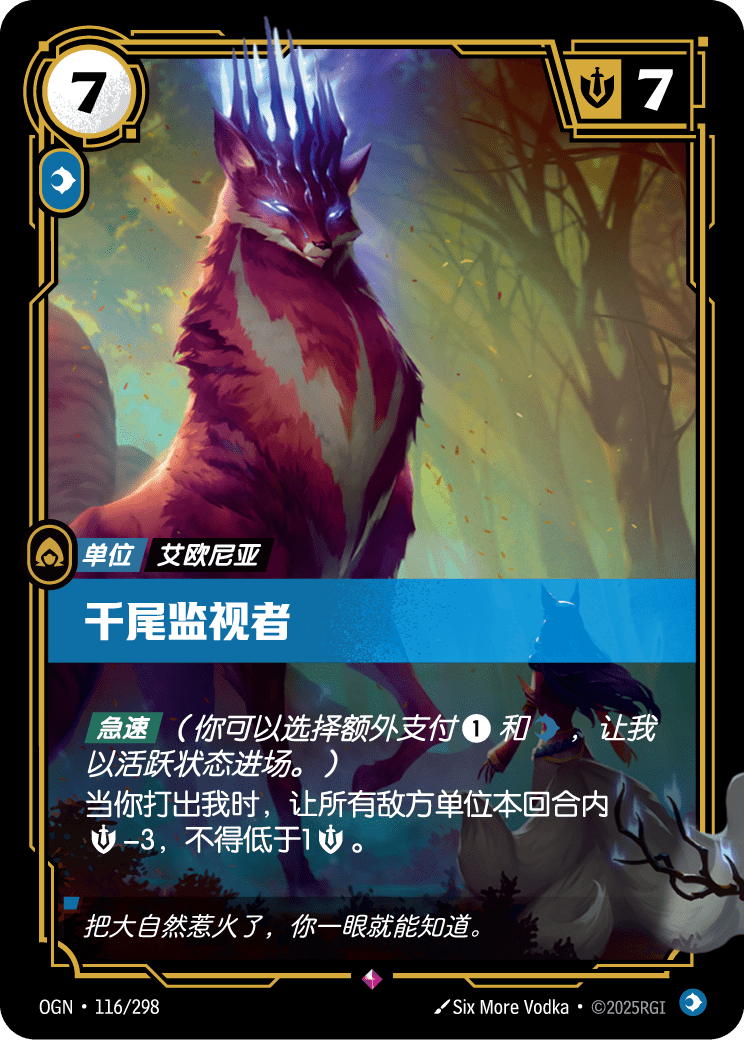 7
7
单位 艾欧尼亚
千尾监视者
急速（你可以选择额外支付1和，让我
以活跃状态进场。）
当你打出我时，让所有敌方单位本回合内
-3，不得低于1。
把大自然惹火了，你一眼就能知道。
OGN • 116/298
Six More Vodka • ©2025RGI